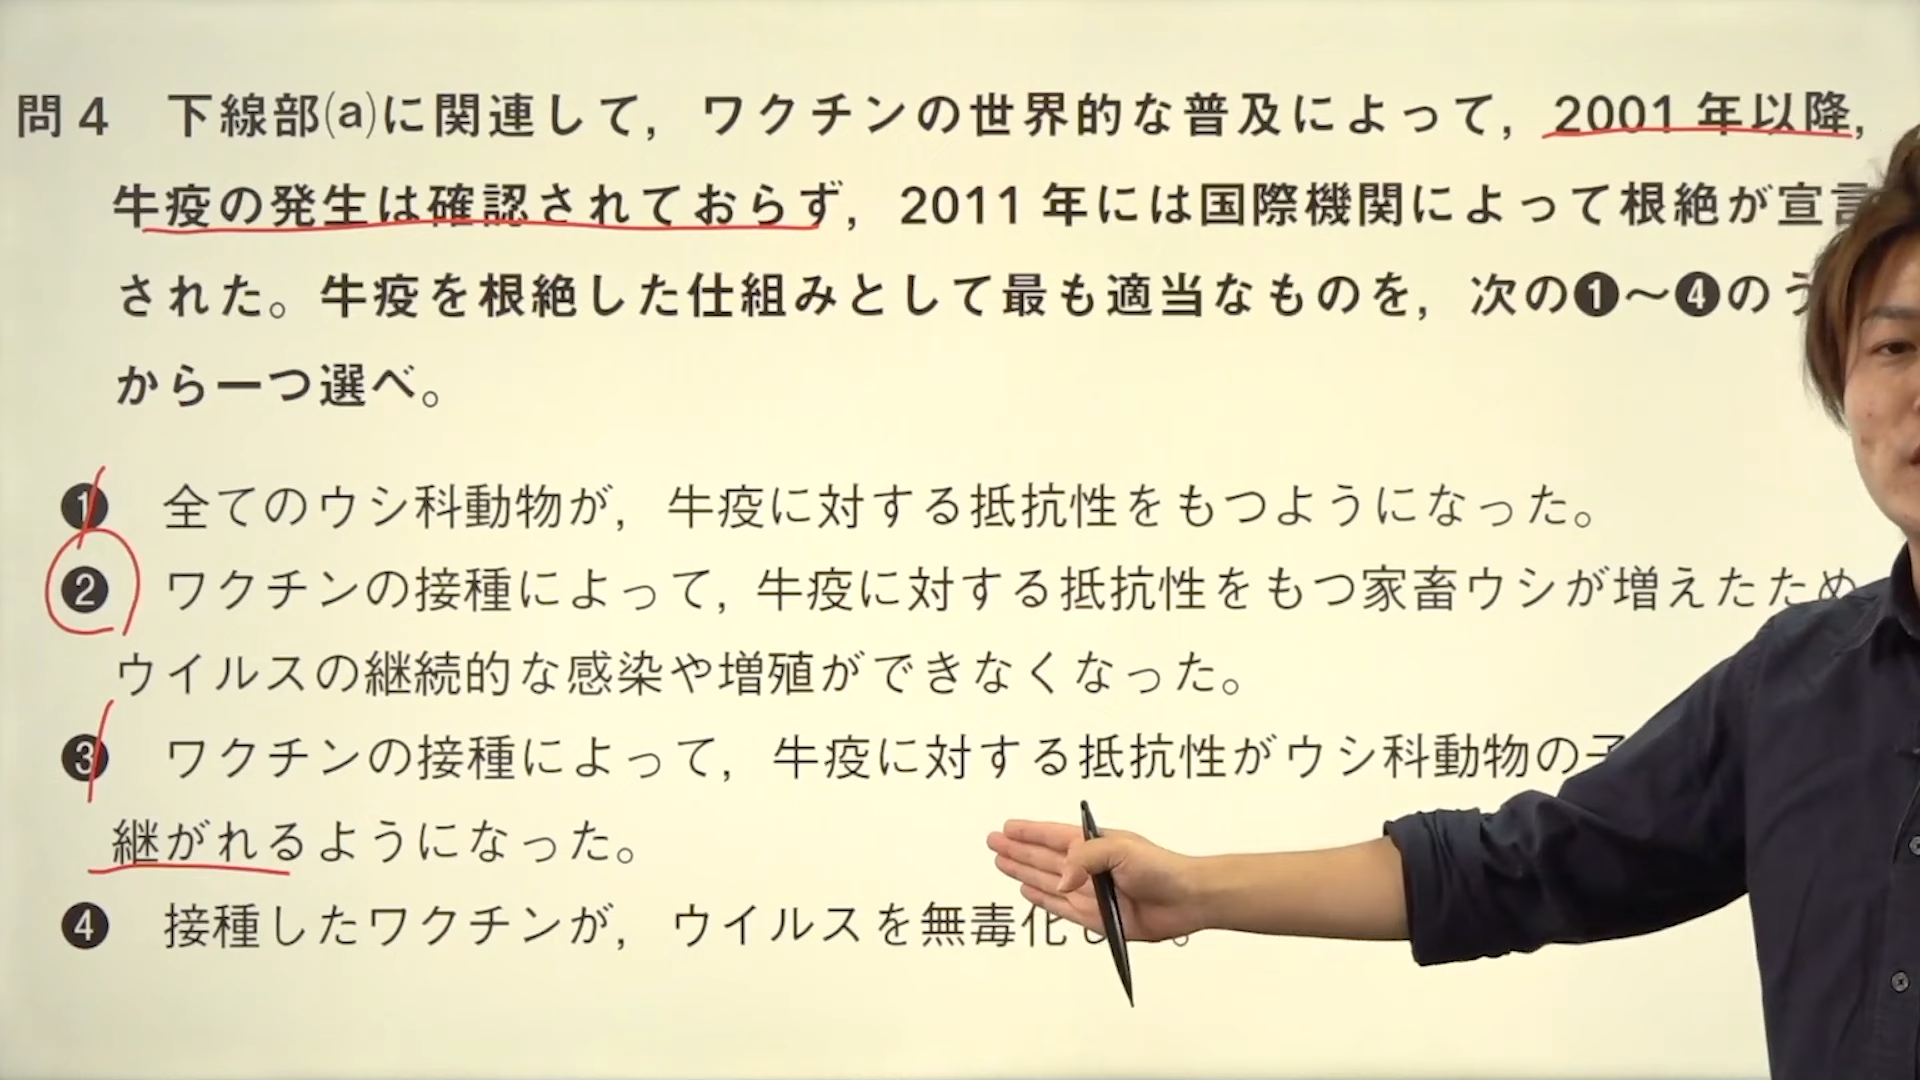 問４ 下線部(a)に関連して，ワクチンの世界的な普及によって，2001 年以降，
牛疫の発生は確認されておらず，2011 年には国際機関によって根絶が宣言
された。牛疫を根絶した仕組みとして最も適当なものを，次の❶〜❹のう
から一つ選べ。
❶ 全てのウシ科動物が，牛疫に対する抵抗性をもつようになった。
❷ ワクチンの接種によって，牛疫に対する抵抗性をもつ家畜ウシが増えたため
ウイルスの継続的な感染や増殖ができなくなった。
❸ ワクチンの接種によって，牛疫に対する抵抗性がウシ科動物の子
継がれるようになった。
❹ 接種したワクチンが，ウイルスを無毒化